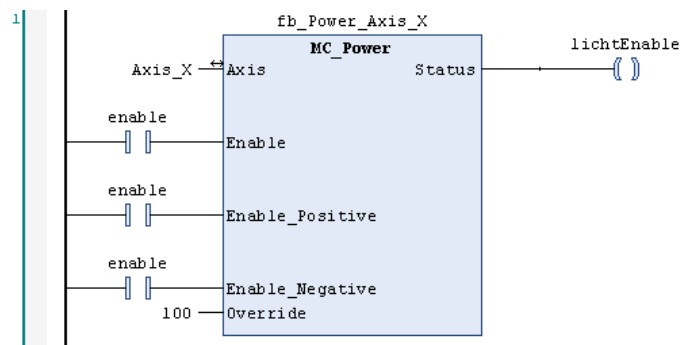 1
fb_Power_Axis_X
MC_Power
lichtEnable
Axis_X
Axis
Status
enable
Enable
enable
Enable_Positive
enable
Enable_Negative
100
Override